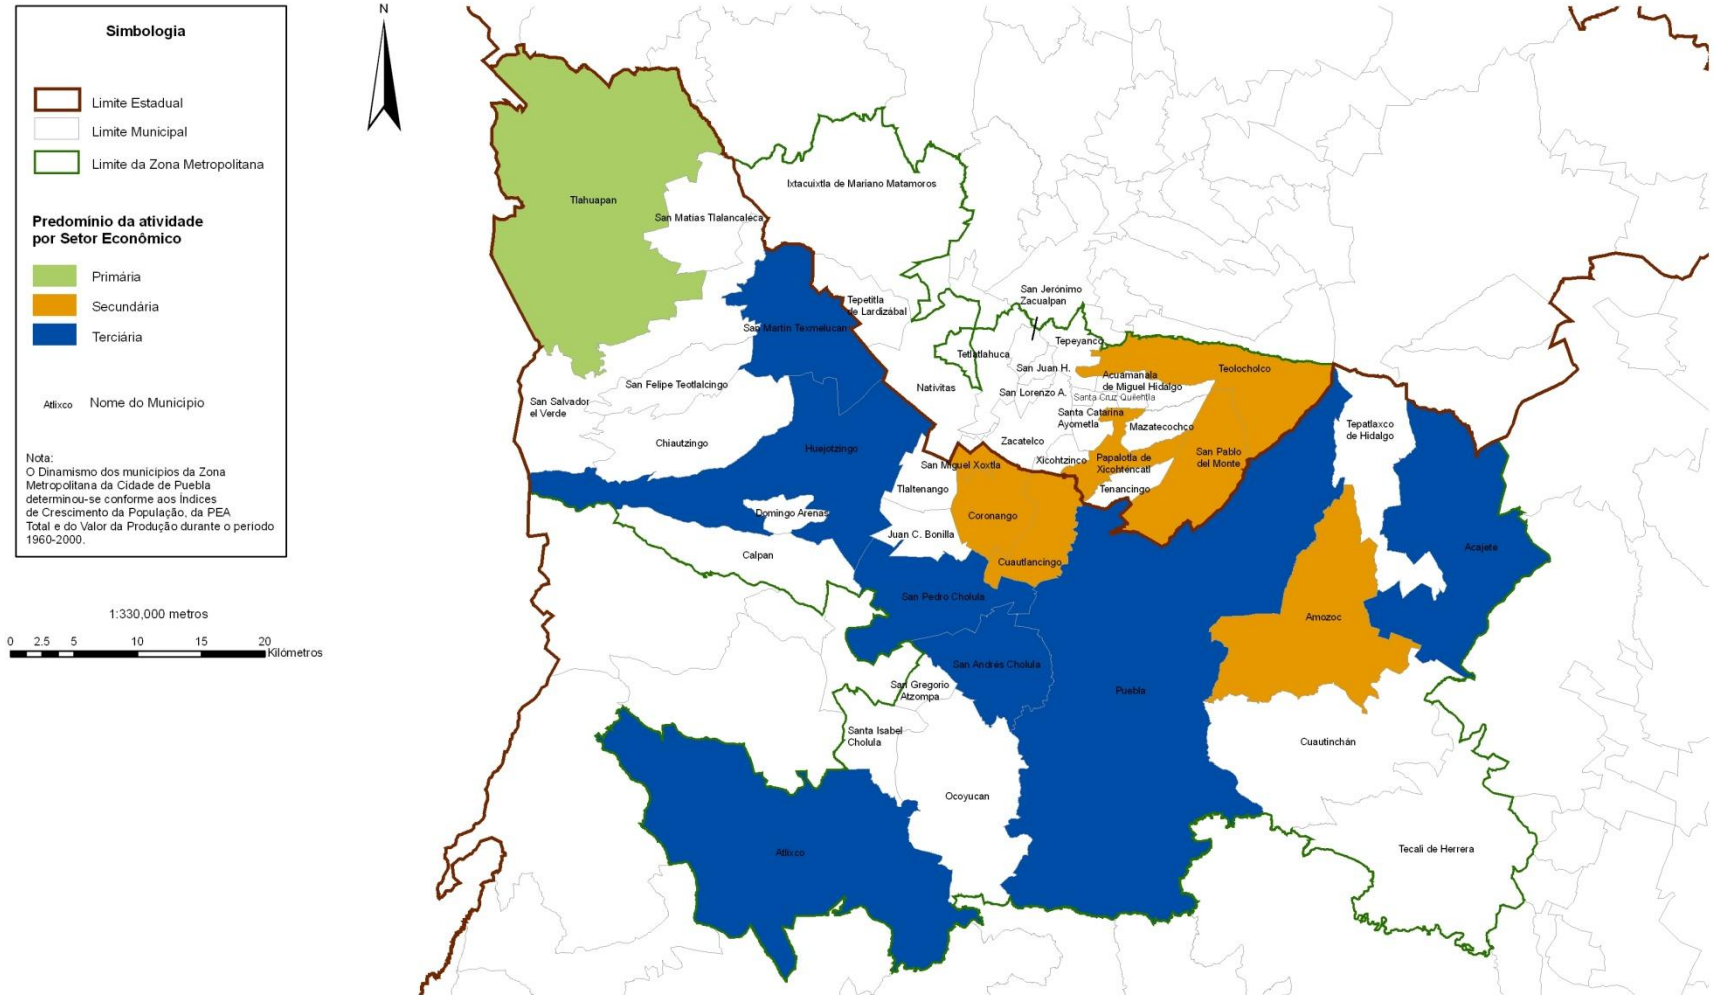 Simbologia
Limite Estadual
Limite Municipal
Limite da Zona Metropolitana
Predomínio da atividade
por Setor Econômico
Primária
Secundária
Terciária
Atlixco
Nome do Municipio
Nota:
O Dinamismo dos municipios da Zona
Metropolitana da Cidade de Puebla
determinou-se conforme aos Índices
de Crescimento da População, da PEA
Total e do Valor da Produção durante o periodo
1960-2000.
1:330,000 metros
0 2.5 5 10 15 20
Kilómetros
N
Tlahuapan
San Matías Tlalancaleca
Ixtacuixtla de Mariano Matamoros
Tepetitla
de Lardizábal
San Martín Texmelucan
San Jerónimo
Zacualpan
Tepeyanco
Tetlatlahuca
San Juan H.
Teolocholco
Acuamanala
de Miguel Hidalgo
Nativitas
San Lorenzo A.
Santa Cruz Quilehtla
San Felipe Teotlalcingo
San Salvador
el Verde
Santa Catarina
Ayometla
Mazatecochco
Tepatlaxco
de Hidalgo
Chiautzingo
Huejotzingo
Zacatelco
Xicohtzinco
Papalotla de
Xicohténcatl
San Pablo
del Monte
San Miguel Xoxtla
Tlaltenango
Tenancingo
Domingo Arenas
Coronango
Juan C. Bonilla
Calpan
Cuautlancingo
Acajete
San Pedro Cholula
Amozoc
San Andrés Cholula
San Gregorio
Atzompa
Puebla
Santa Isabel
Cholula
Cuautinchán
Ocoyucan
Atlixco
Tecali de Herrera